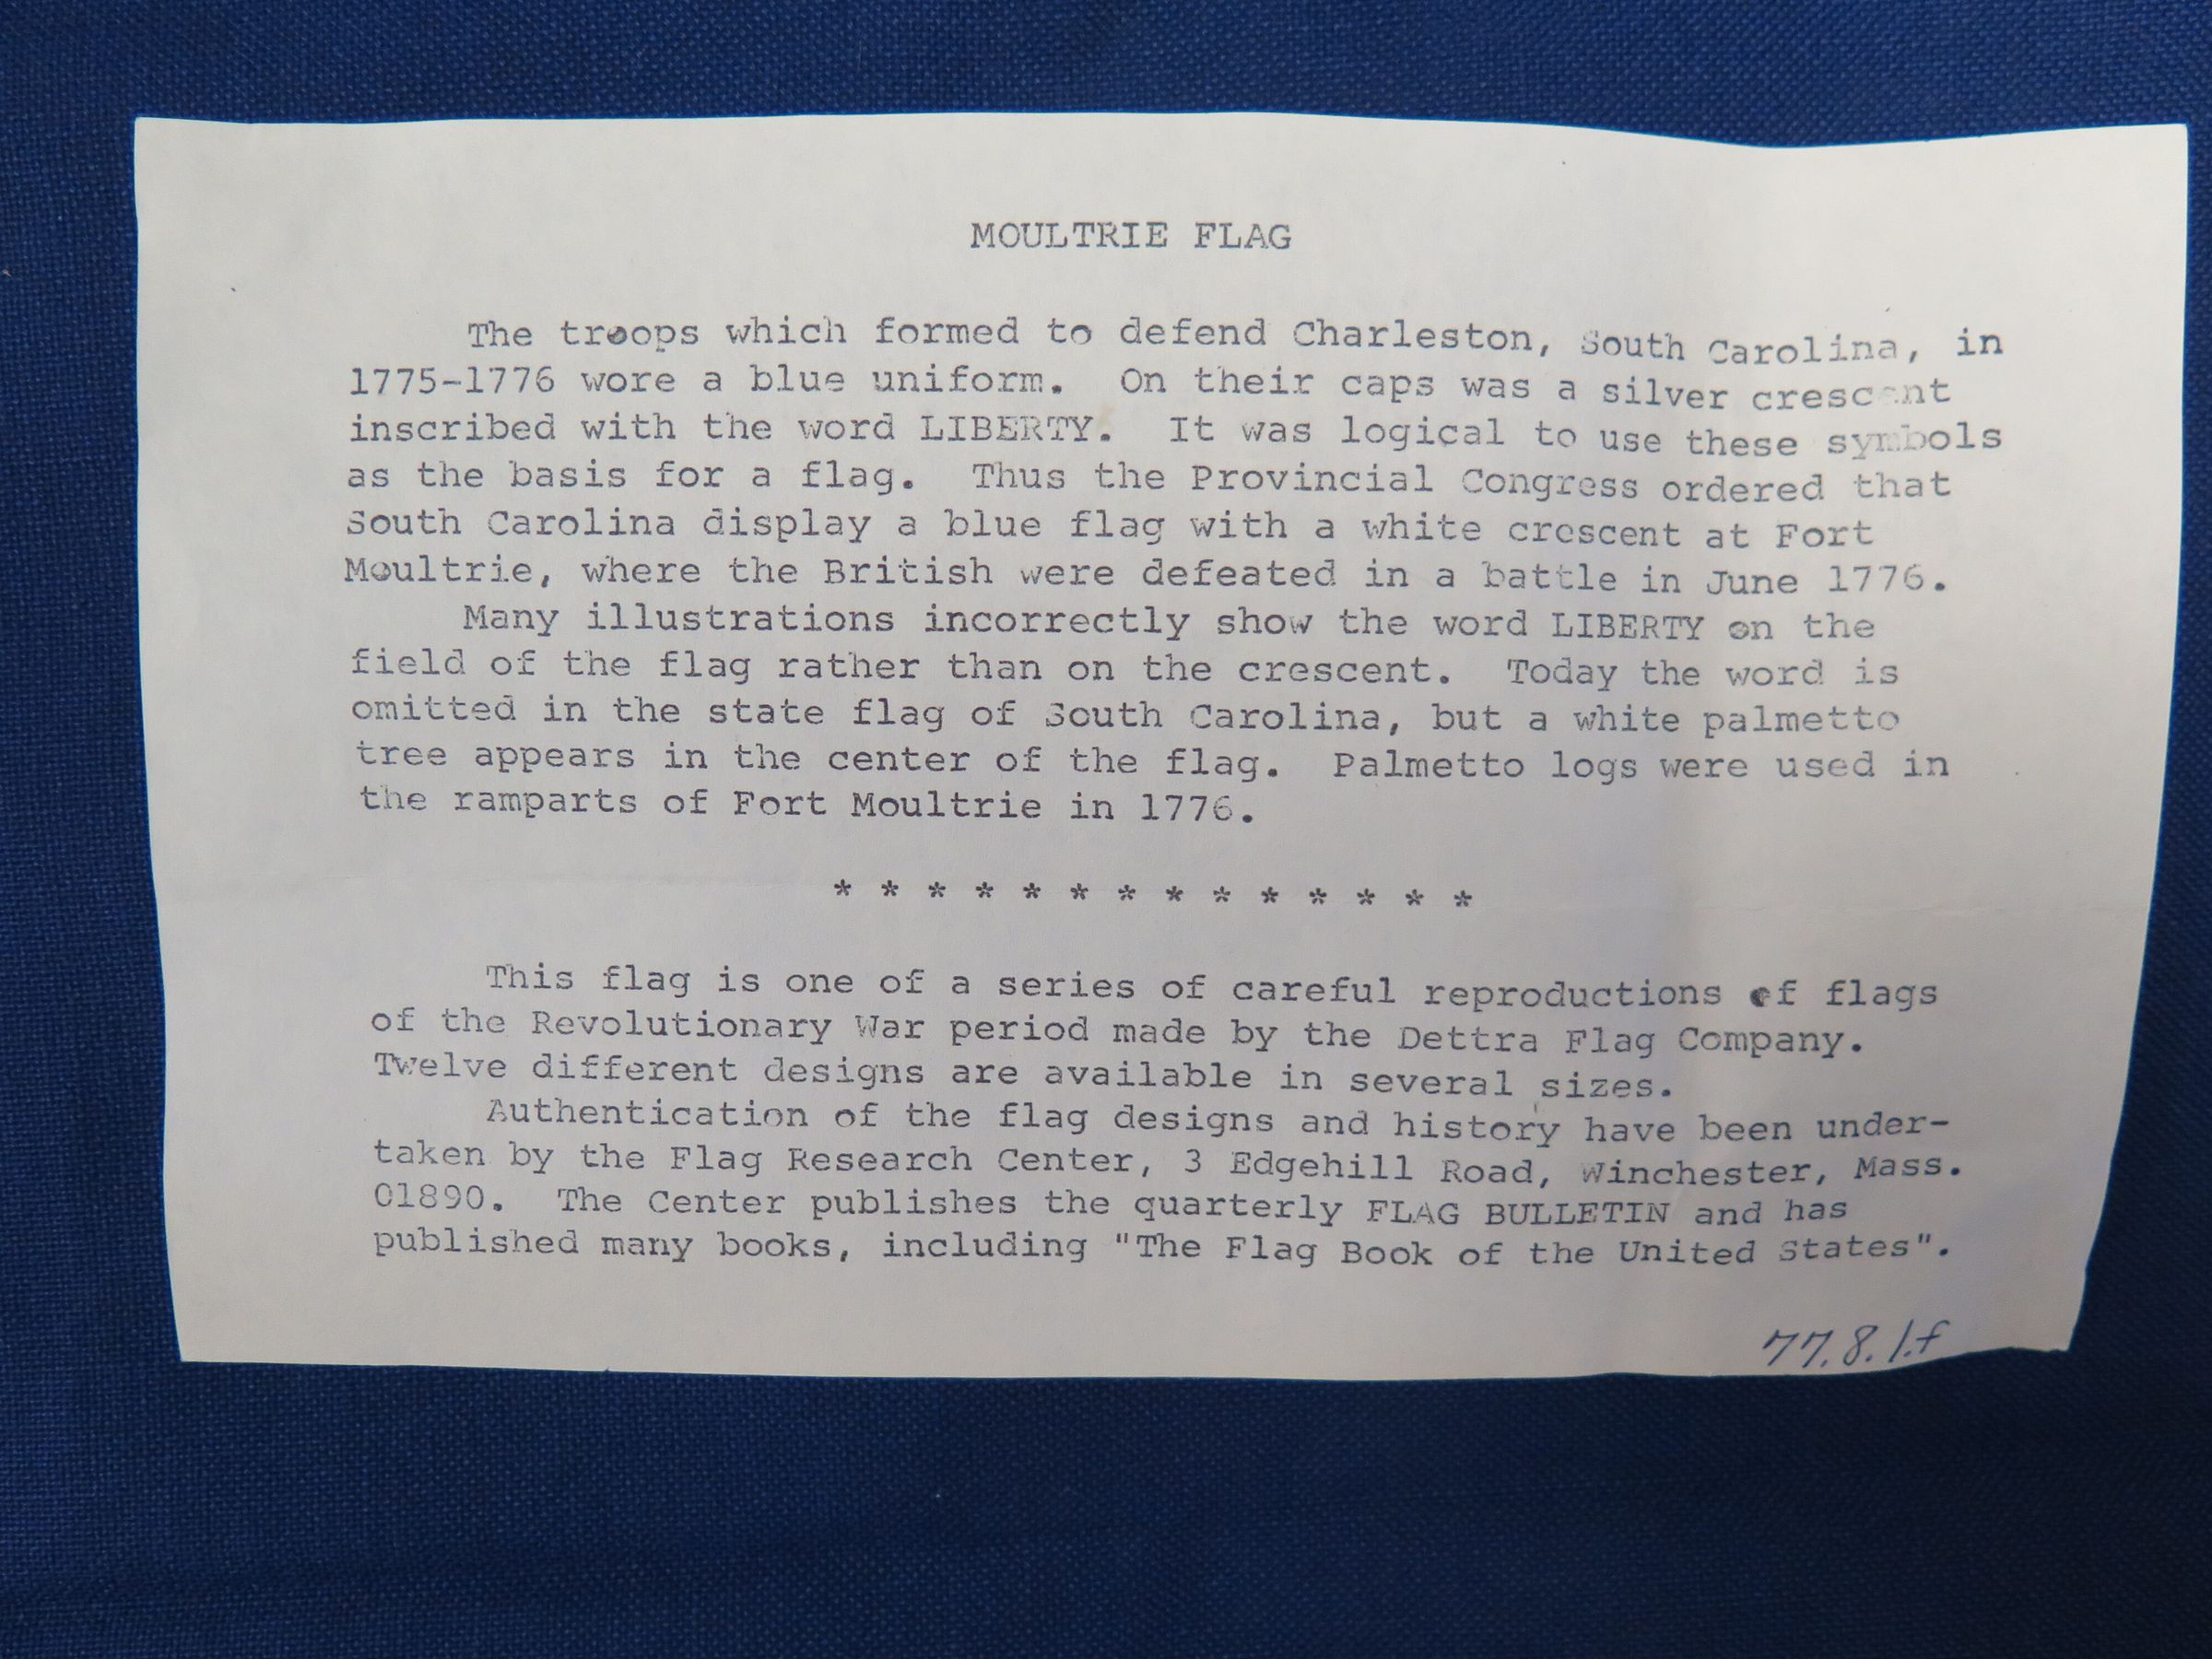 MOULTRIE FLAG
The troops which formed to defend Charleston, South Carolina, in
1775-1776 wore a blue uniform. On their caps was a silver crescent
inscribed with the word LIBERTY. It was logical to use these symbols
as the basis for a flag. Thus the Provincial Congress ordered that
South Carolina display a blue flag with a white crescent at Fort
Moultrie, where the British were defeated in a battle in June 1776.
Many illustrations incorrectly show the word LIBERTY on the
field of the flag rather than on the crescent. Today the word is
omitted in the state flag of South Carolina, but a white palmetto
tree appears in the center of the flag. Palmetto logs were used in
the ramparts of Fort Moultrie in 1776.
* * * * * * * * * * * * * *
This flag is one of a series of careful reproductions of flags
of the Revolutionary War period made by the Dettra Flag Company.
Twelve different designs are available in several sizes.
Authentication of the flag designs and history have been under-
taken by the Flag Research Center, 3 Edgehill Road, Winchester, Mass.
01890. The Center publishes the quarterly FLAG BULLETIN and has
published many books, including "The Flag Book of the United States".
77.8.1.f